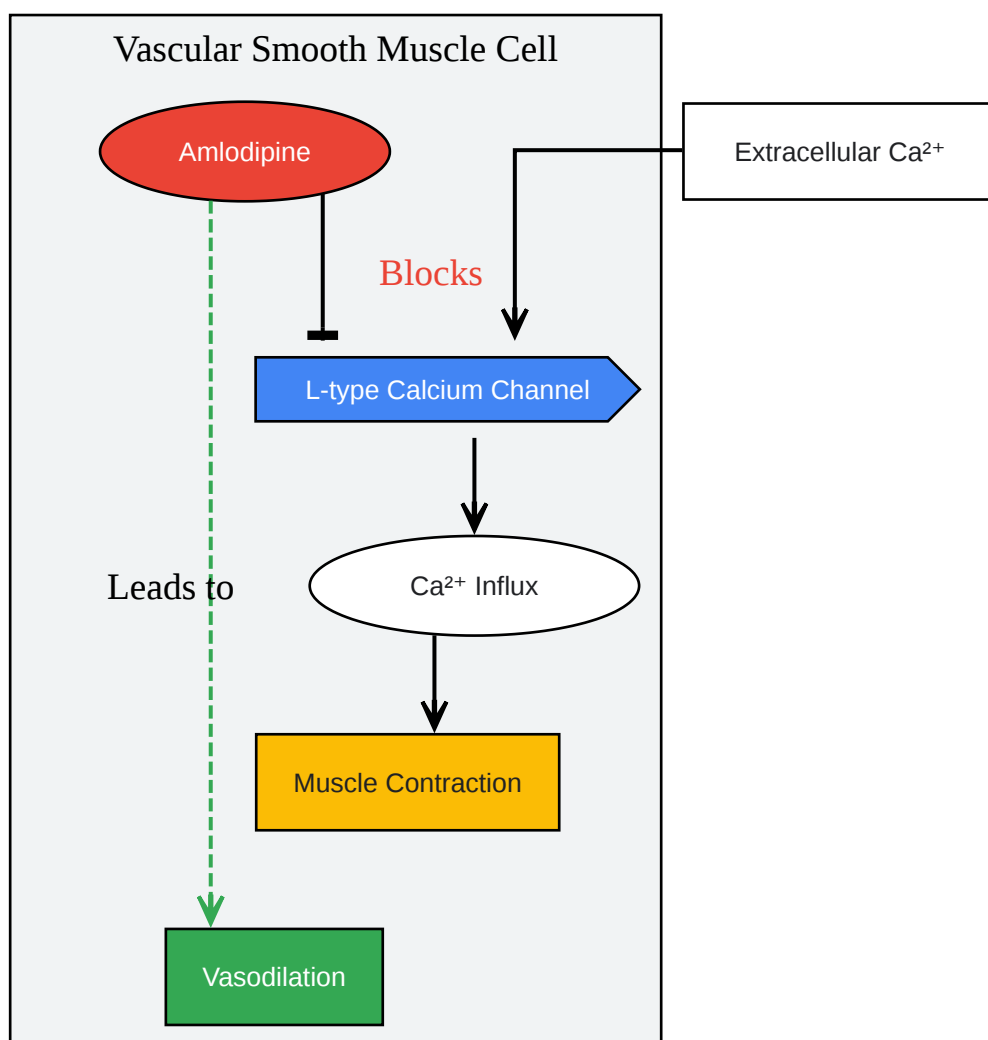 Vascular Smooth Muscle Cell
Amlodipine
Extracellular Ca²⁺
Blocks
L-type Calcium Channel
Leads to
Ca²⁺ Influx
Muscle Contraction
Vasodilation